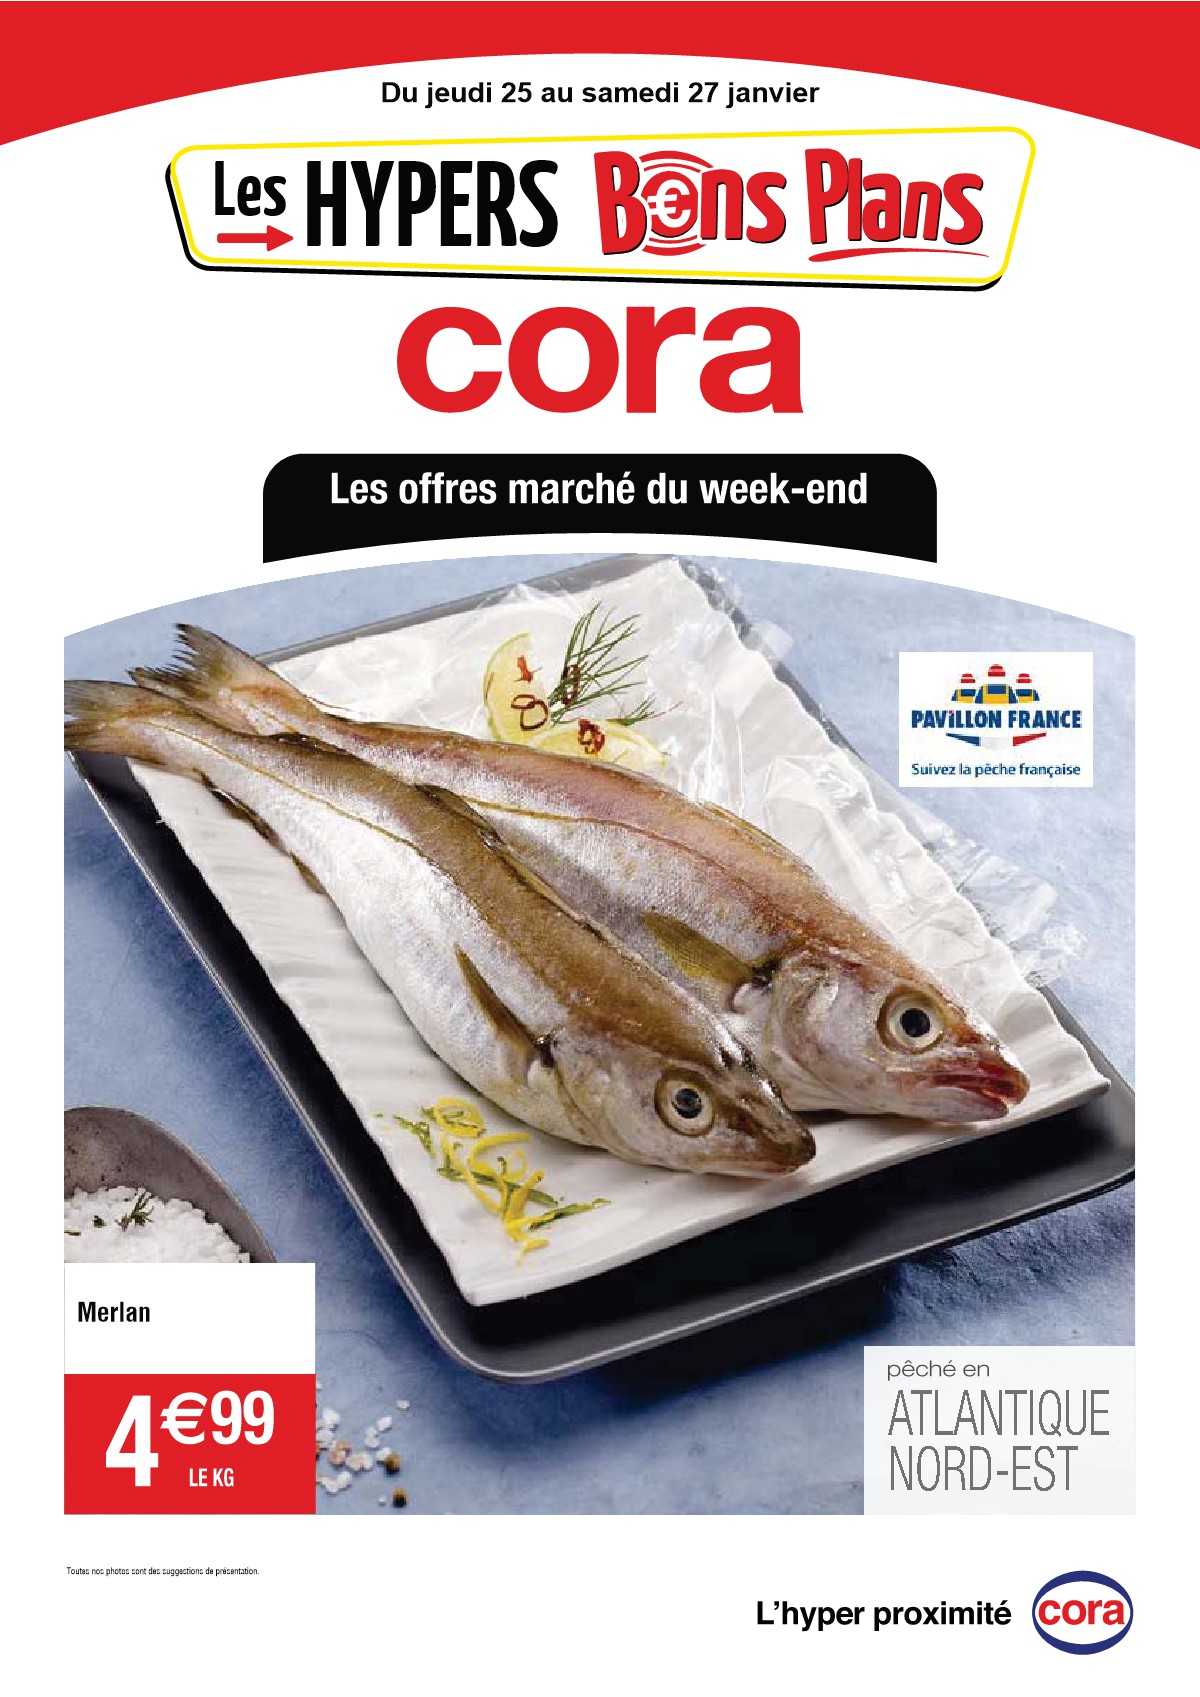 Du jeudi 25 au samedi 27 janvier
Les HYPERS Bons Plans
cora
Les offres marché du week-end
PAVILLON FRANCE
Suivez la pêche française
Merlan
4€99
LE KG
pêché en
ATLANTIQUE
NORD-EST
Toutes nos photos sont des suggestions de présentation.
L'hyper proximité
cora